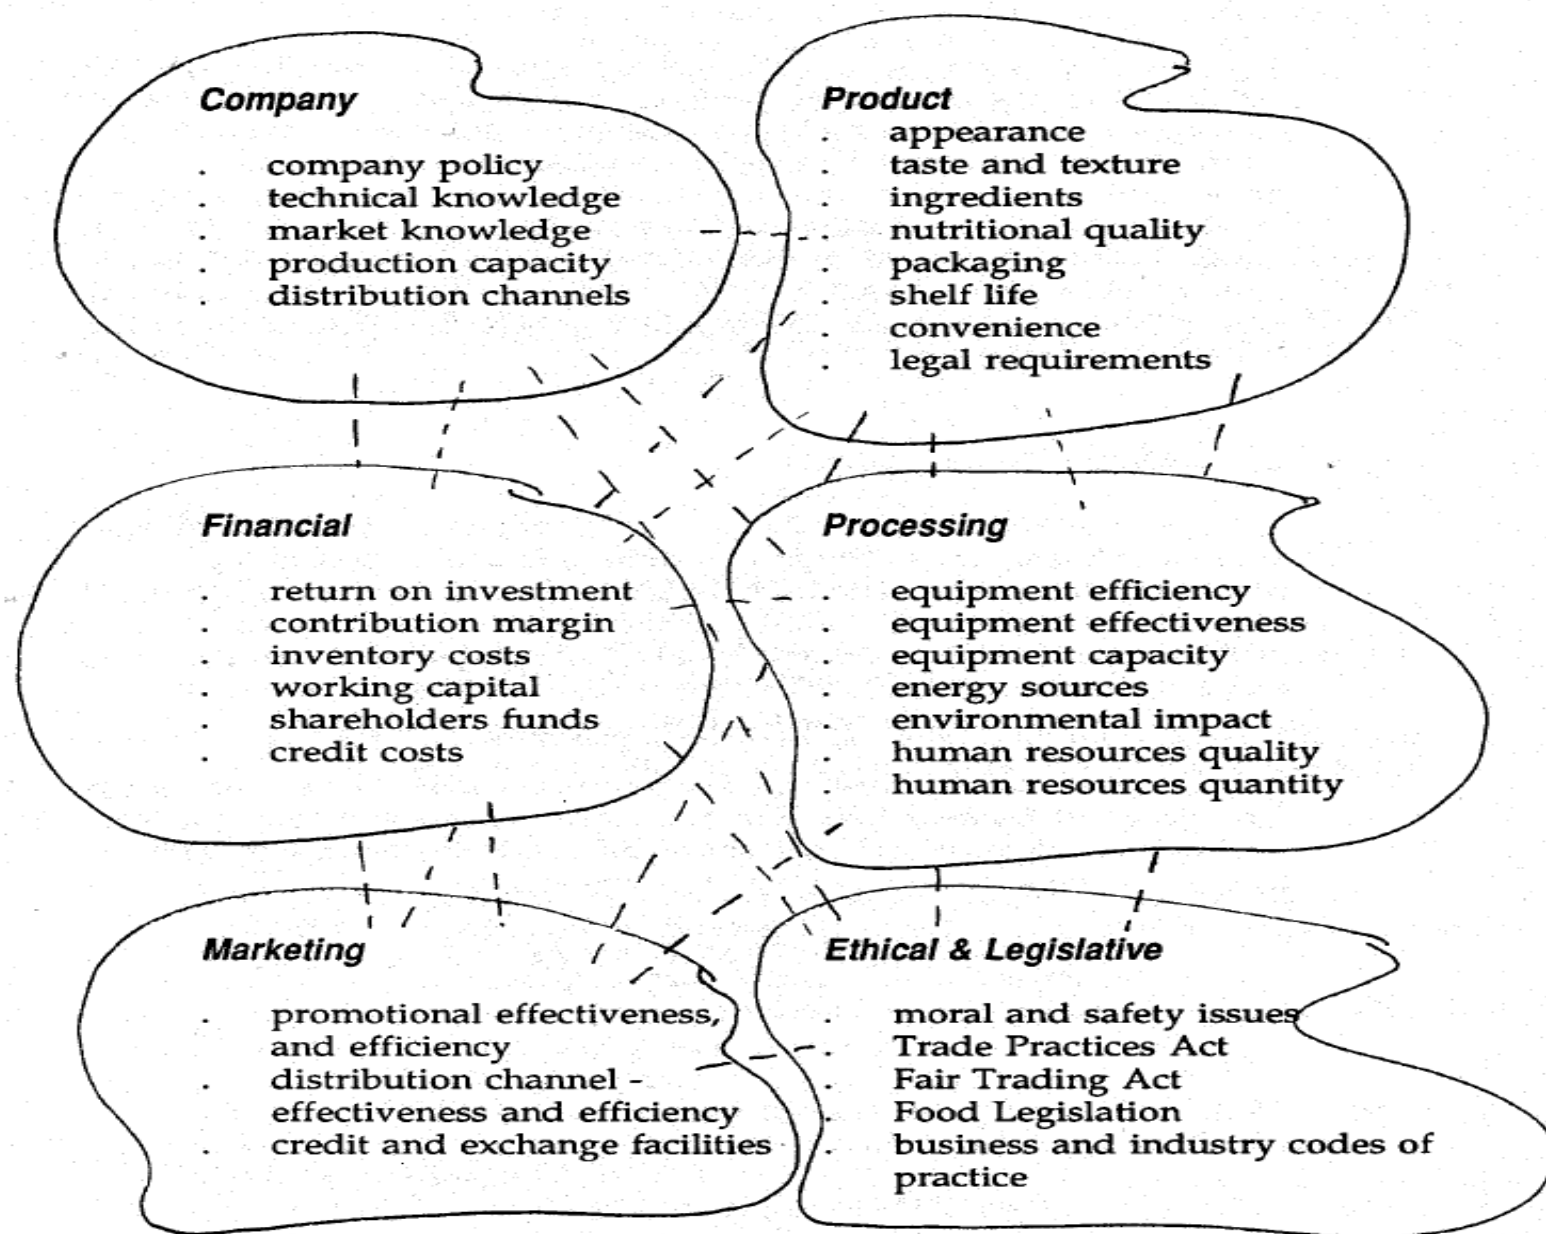 Company
. company policy
. technical knowledge
. market knowledge
. production capacity
. distribution channels
Product
. appearance
. taste and texture
. ingredients
. nutritional quality
. packaging
. shelf life
. convenience
. legal requirements
Financial
. return on investment
. contribution margin
. inventory costs
. working capital
. shareholders funds
. credit costs
Processing
. equipment efficiency
. equipment effectiveness
. equipment capacity
. energy sources
. environmental impact
. human resources quality
. human resources quantity
Marketing
. promotional effectiveness,
and efficiency
. distribution channel -
effectiveness and efficiency
. credit and exchange facilities
Ethical & Legislative
. moral and safety issues
. Trade Practices Act
. Fair Trading Act
. Food Legislation
. business and industry codes of
practice